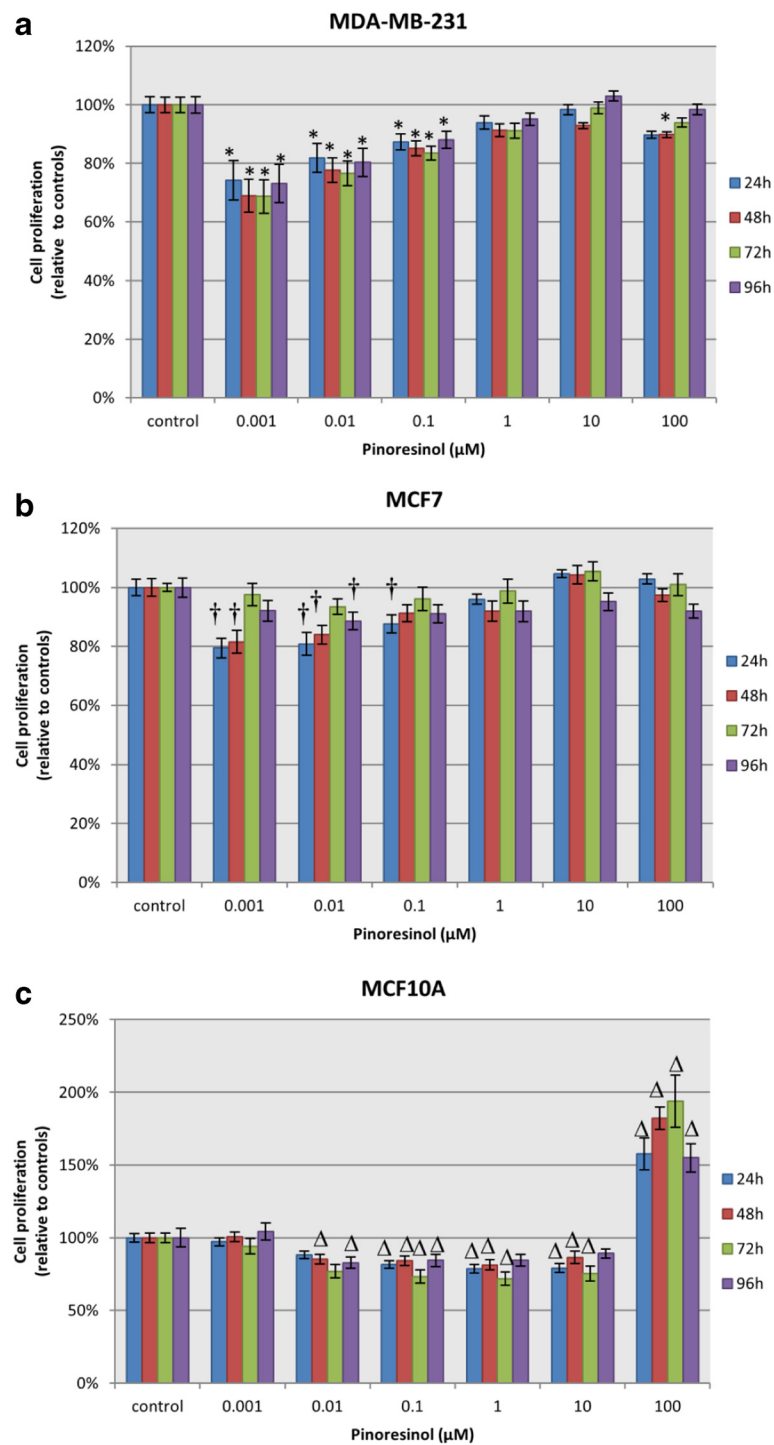 a
MDA-MB-231
120%
100%
80%
60%
40%
20%
0%
Cell proliferation
(relative to controls)
* * * *
* * * *
* * * *
*
24h
48h
72h
96h
control 0.001 0.01 0.1 1 10 100
Pinoresinol (µM)
b
MCF7
120%
100%
80%
60%
40%
20%
0%
Cell proliferation
(relative to controls)
† †
† † †
†
24h
48h
72h
96h
control 0.001 0.01 0.1 1 10 100
Pinoresinol (µM)
c
MCF10A
250%
200%
150%
100%
50%
0%
Cell proliferation
(relative to controls)
Δ Δ
Δ Δ Δ Δ
Δ Δ Δ
Δ Δ Δ
Δ Δ Δ Δ
24h
48h
72h
96h
control 0.001 0.01 0.1 1 10 100
Pinoresinol (µM)